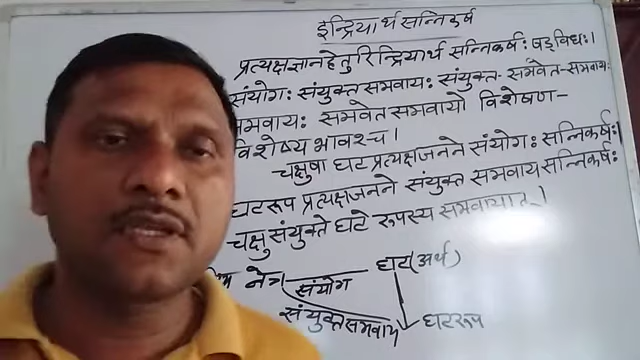 इन्द्रियार्थ सन्निकर्ष
प्रत्यक्षज्ञानहेतुरिन्द्रियार्थ सन्निकर्षः षड्विधः।
संयोगः संयुक्तसमवायः संयुक्त-समवेत-समवायः
समवायः समवेतसमवायो विशेषण-
विशेष्यभावश्च।
चक्षुषा घटप्रत्यक्षजनने संयोगः सन्निकर्षः।
घटरूप प्रत्यक्षजनने संयुक्त समवाय सन्निकर्षः
चक्षु संयुक्ते घटे रूपस्य समवायात्।
नेत्र संयोग घट(अर्थ)
संयुक्तसमवाय घटरूप